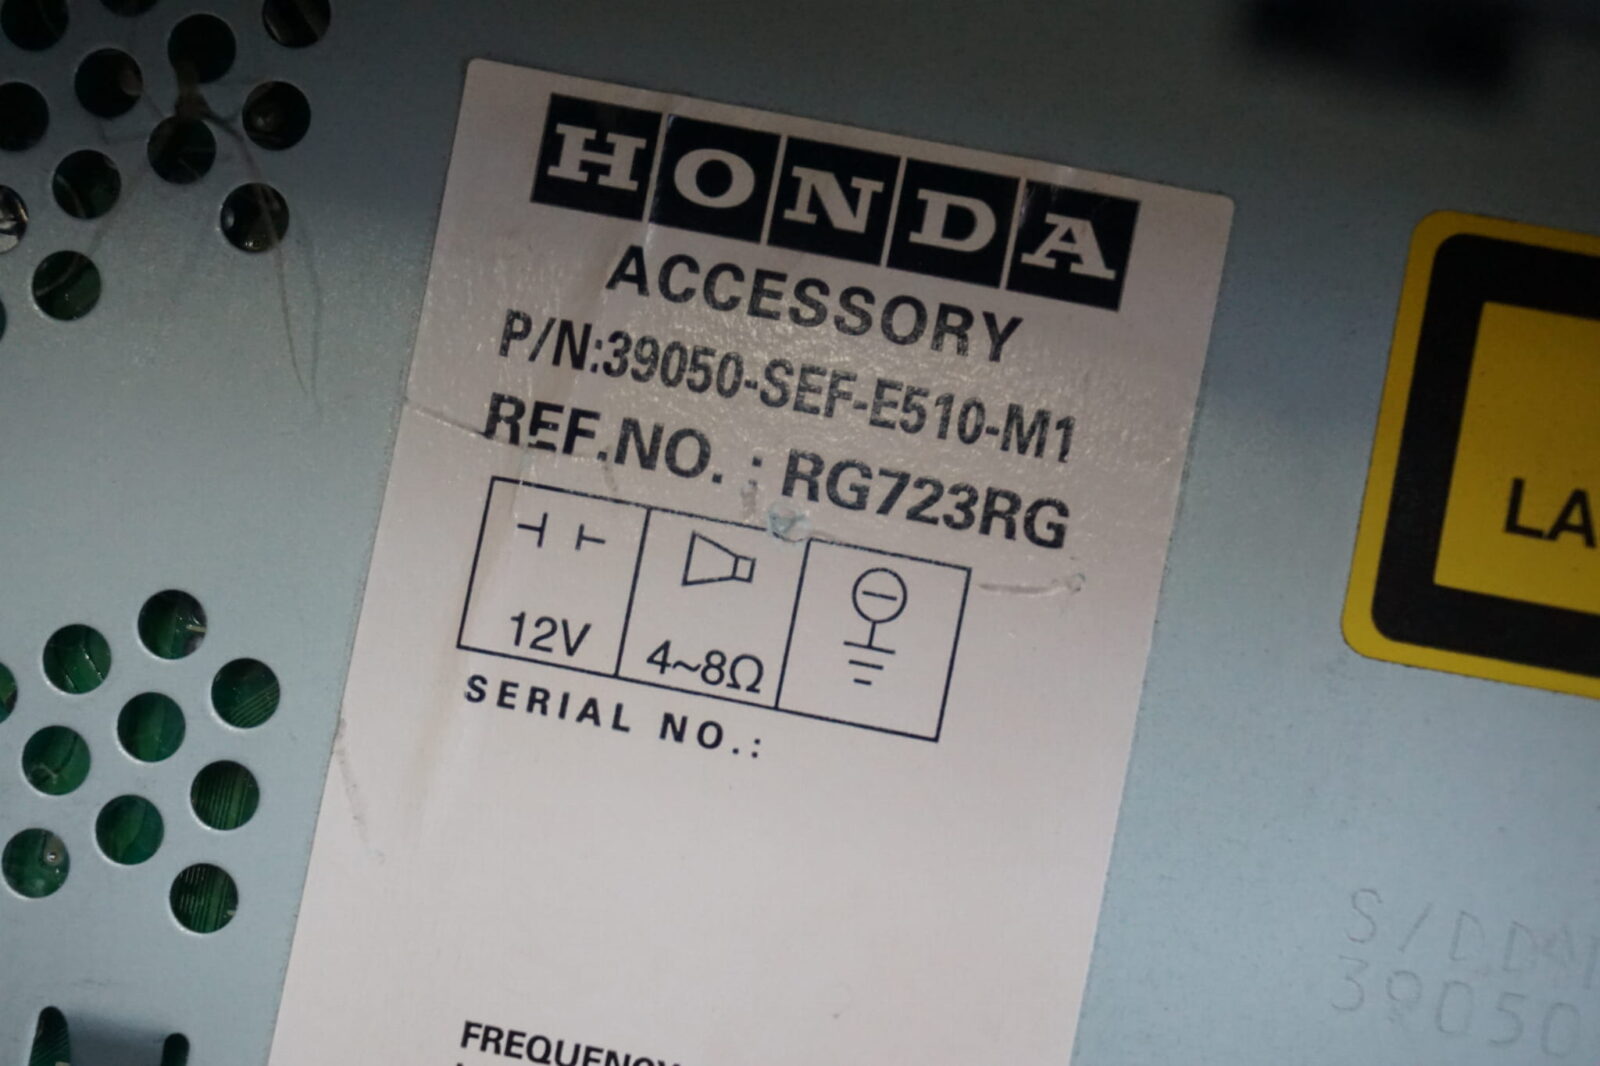 HONDA
ACCESSORY
P/N:39050-SEF-E510-M1
REF.NO. : RG723RG
12V
4~8Ω
SERIAL NO.:
FREQUENCY
LA
39050